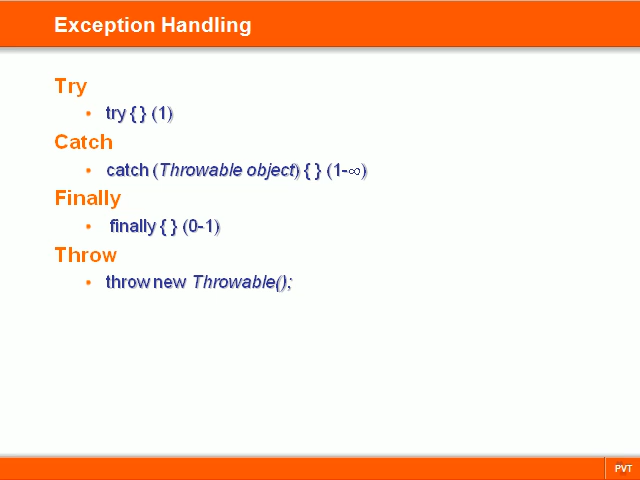 Exception Handling
Try
• try { } (1)
Catch
• catch (Throwable object) { } (1-∞)
Finally
• finally { } (0-1)
Throw
• throw new Throwable();
PVT